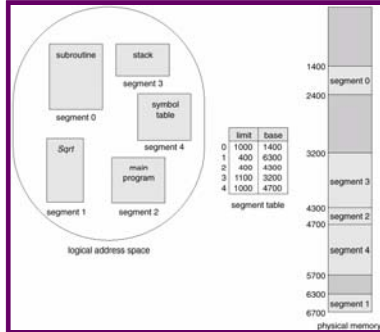 subroutine
stack
segment 3
symbol
table
segment 0
segment 4
Sqrt
main
program
segment 1
segment 2
logical address space
limit base
0 1000 1400
1 400 6300
2 400 4300
3 1100 3200
4 1000 4700
segment table
1400
segment 0
2400
3200
segment 3
4300
segment 2
4700
segment 4
5700
6300
segment 1
6700
physical memory